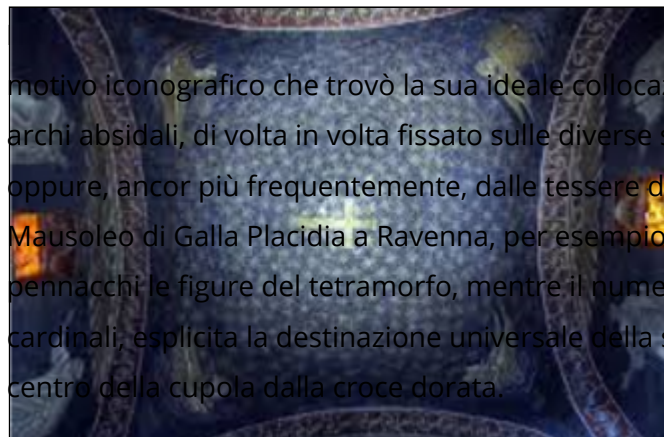 motivo iconografico che trovò la sua ideale colloca
archi absidali, di volta in volta fissato sulle diverse
oppure, ancor più frequentemente, dalle tessere d
Mausoleo di Galla Placidia a Ravenna, per esempio
pennacchi le figure del tetramorfo, mentre il nume
cardinali, esplicita la destinazione universale della s
centro della cupola dalla croce dorata.